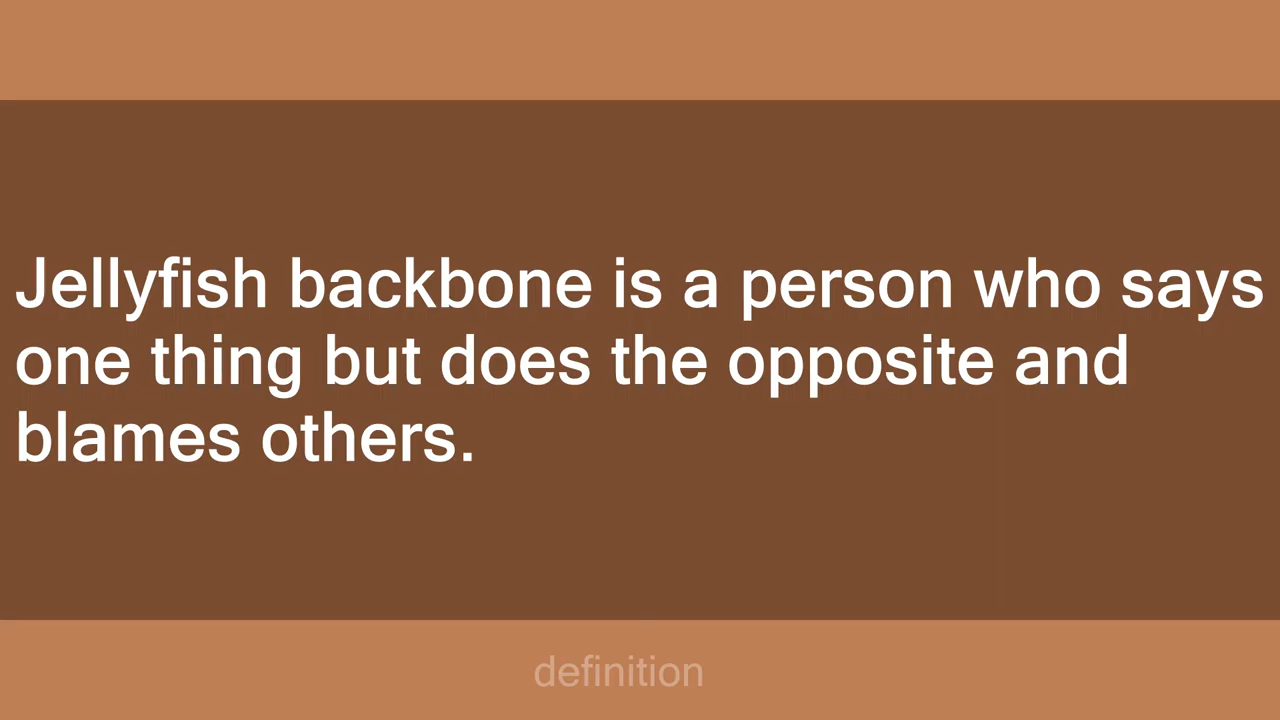 Jellyfish backbone is a person who says
one thing but does the opposite and
blames others.
definition